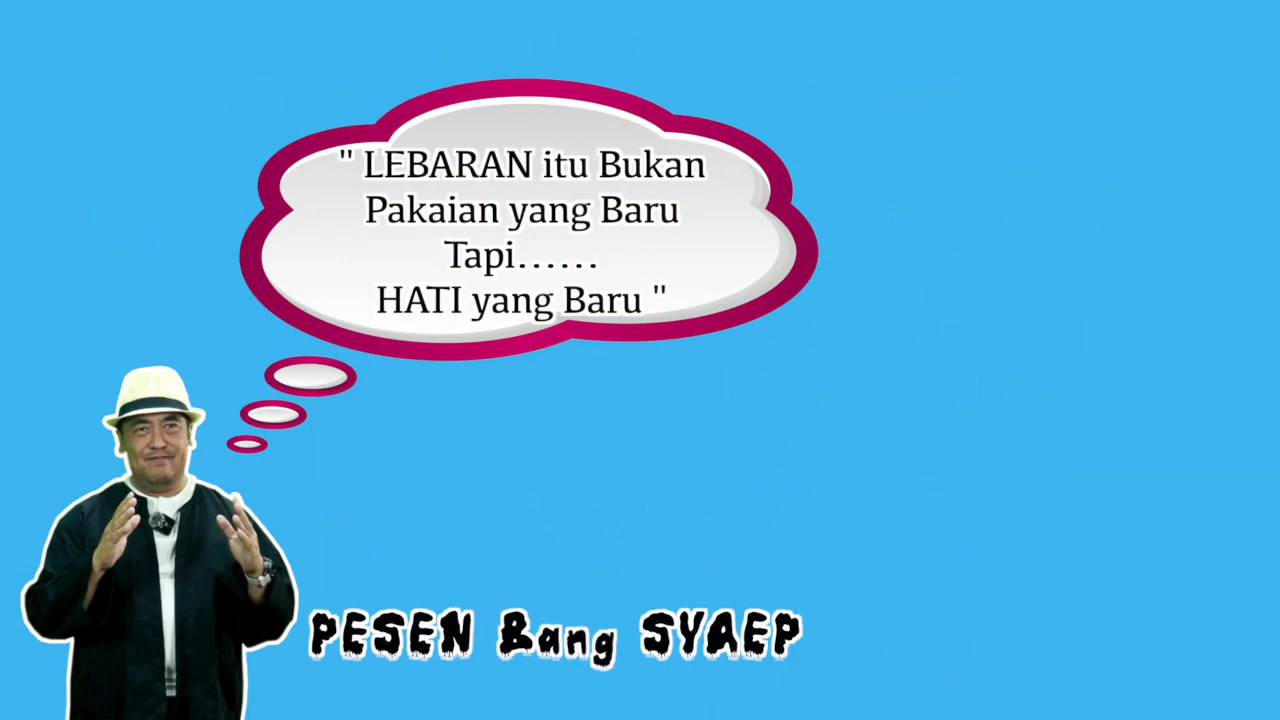 " LEBARAN itu Bukan
Pakaian yang Baru
Tapi......
HATI yang Baru "
PESEN Bang SYAEP